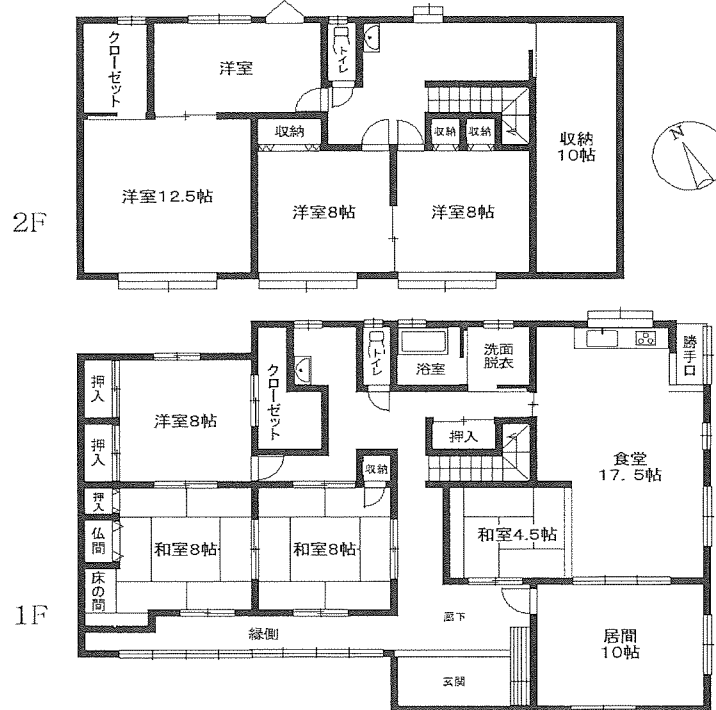 クローゼット
洋室
トイレ
N
収納
収納
収納
収納
10帖
洋室12.5帖
洋室8帖
洋室8帖
2F
クローゼット
トイレ
浴室
洗面
脱衣
勝手口
押入
洋室8帖
押入
押入
収納
食堂
17.5帖
押入
仏間
和室8帖
和室8帖
和室4.5帖
床の間
1F
縁側
廊下
居間
10帖
玄関